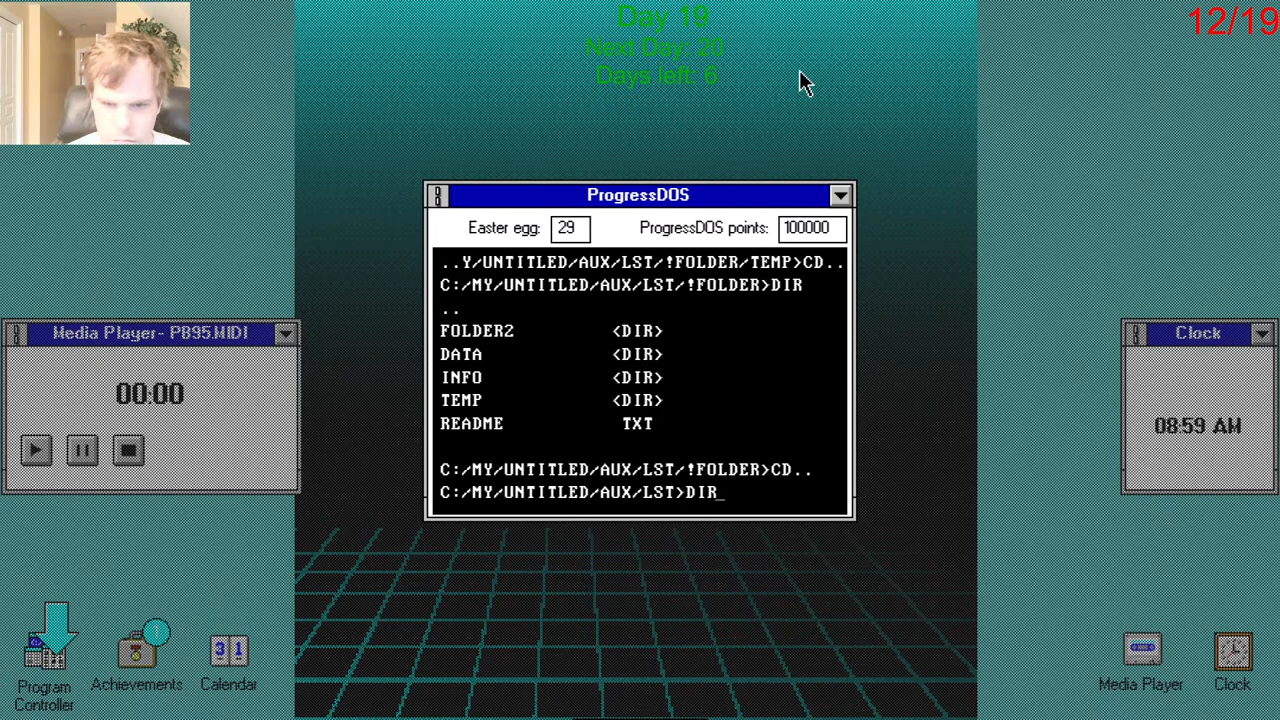 Day 19
Next Day: 20
Days left: 6
12/19
ProgressDOS
Easter egg: 29
ProgressDOS points: 100000
..Y/UNTITLED/AUX/LST/!FOLDER/TEMP>CD..
C:/MY/UNTITLED/AUX/LST/!FOLDER>DIR
..
FOLDER2 <DIR>
DATA <DIR>
INFO <DIR>
TEMP <DIR>
README TXT
C:/MY/UNTITLED/AUX/LST/!FOLDER>CD..
C:/MY/UNTITLED/AUX/LST>DIR_
Media Player- PB95.MIDI
00:00
Clock
08:59 AM
Program
Controller
1
Achievements
31
Calendar
Media Player
Clock